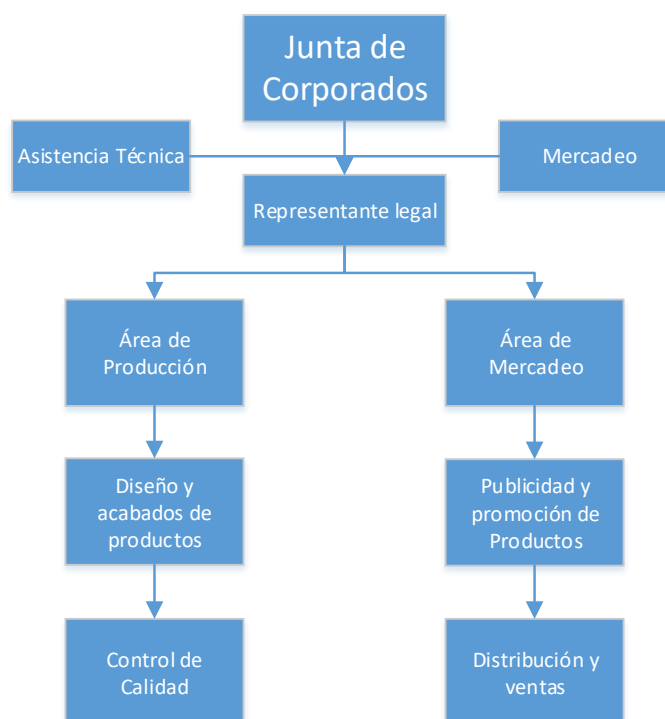 Junta de
Corporados
Asistencia Técnica
Mercadeo
Representante legal
Área de
Producción
Área de
Mercadeo
Diseño y
acabados de
productos
Publicidad y
promoción de
Productos
Control de
Calidad
Distribución y
ventas